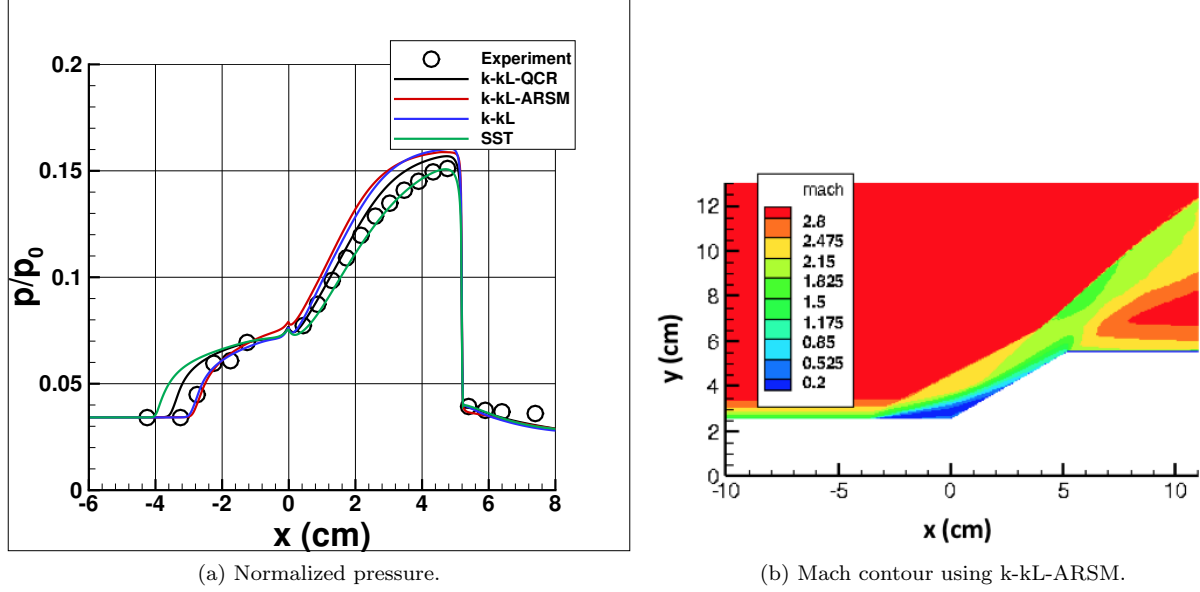 Experiment
k-kL-QCR
k-kL-ARSM
k-kL
SST
0.2
0.15
0.1
0.05
0
p/p0
-6
-4
-2
0
2
4
6
8
x (cm)
(a) Normalized pressure.
mach
2.8
2.475
2.15
1.825
1.5
1.175
0.85
0.525
0.2
12
10
8
6
4
2
0
y (cm)
-10
-5
0
5
10
x (cm)
(b) Mach contour using k-kL-ARSM.